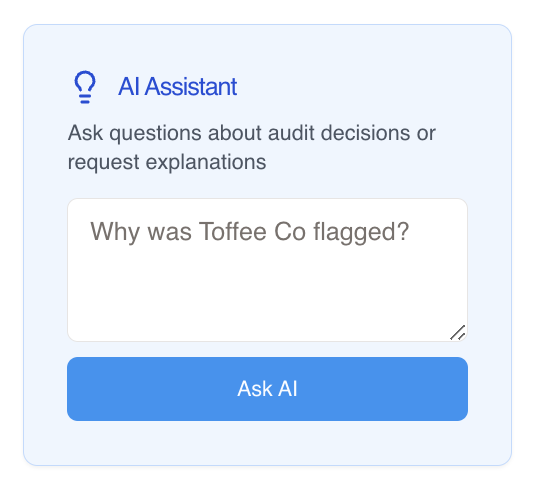 AI Assistant
Ask questions about audit decisions or
request explanations
Why was Toffee Co flagged?
Ask AI